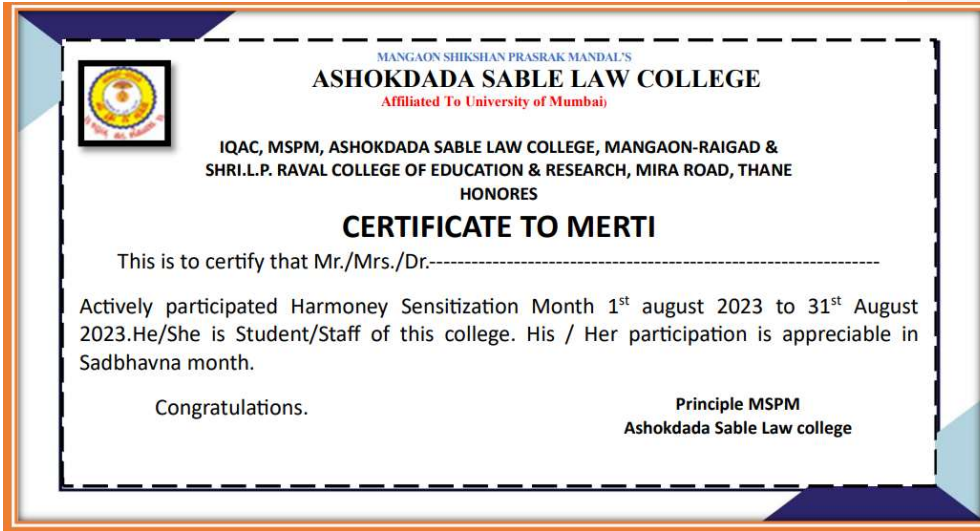 MANGAON SHIKSHAN PRASRAK MANDAL'S
ASHOKDADA SABLE LAW COLLEGE
Affiliated To University of Mumbai)
IQAC, MSPM, ASHOKDADA SABLE LAW COLLEGE, MANGAON-RAIGAD &
SHRI.L.P. RAVAL COLLEGE OF EDUCATION & RESEARCH, MIRA ROAD, THANE
HONORES
CERTIFICATE TO MERTI
This is to certify that Mr./Mrs./Dr.----------------------------------------------------------------
Actively participated Harmoney Sensitization Month 1st august 2023 to 31st August
2023.He/She is Student/Staff of this college. His / Her participation is appreciable in
Sadbhavna month.
Congratulations.
Principle MSPM
Ashokdada Sable Law college